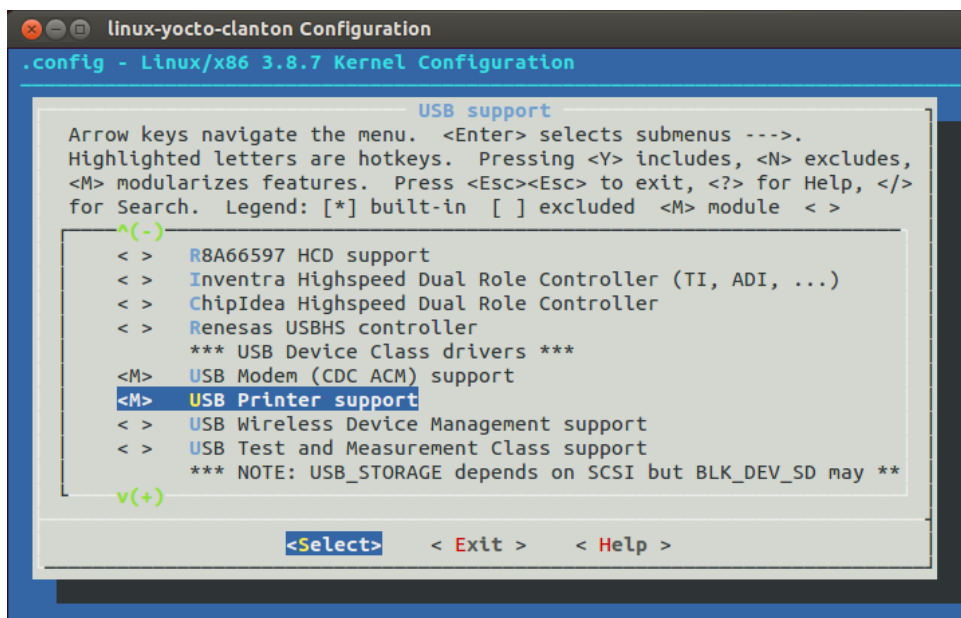 linux-yocto-clanton Configuration
.config - Linux/x86 3.8.7 Kernel Configuration
USB support
Arrow keys navigate the menu.  <Enter> selects submenus --->.
Highlighted letters are hotkeys.  Pressing <Y> includes, <N> excludes,
<M> modularizes features.  Press <Esc><Esc> to exit, <?> for Help, </>
for Search.  Legend: [*] built-in  [ ] excluded  <M> module  < >
^(-)
< >   R8A66597 HCD support
< >   Inventra Highspeed Dual Role Controller (TI, ADI, ...)
< >   ChipIdea Highspeed Dual Role Controller
< >   Renesas USBHS controller
*** USB Device Class drivers ***
<M>   USB Modem (CDC ACM) support
<M>   USB Printer support
< >   USB Wireless Device Management support
< >   USB Test and Measurement Class support
*** NOTE: USB_STORAGE depends on SCSI but BLK_DEV_SD may **
v(+)
<Select>    < Exit >    < Help >